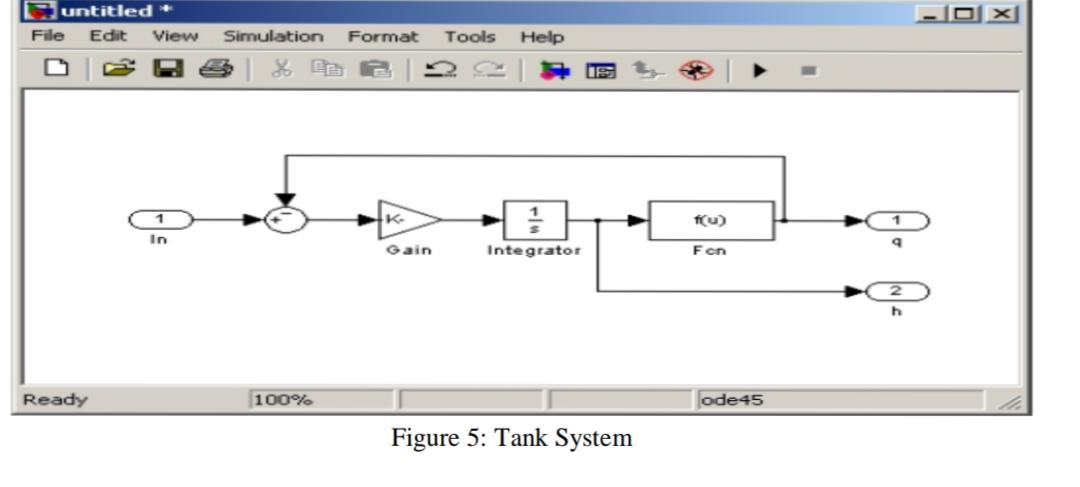 untitled *
File Edit View Simulation Format Tools Help
1
In
+
−
K-
Gain
1
s
Integrator
f(u)
Fcn
1
q
2
h
Ready 100% ode45
Figure 5: Tank System